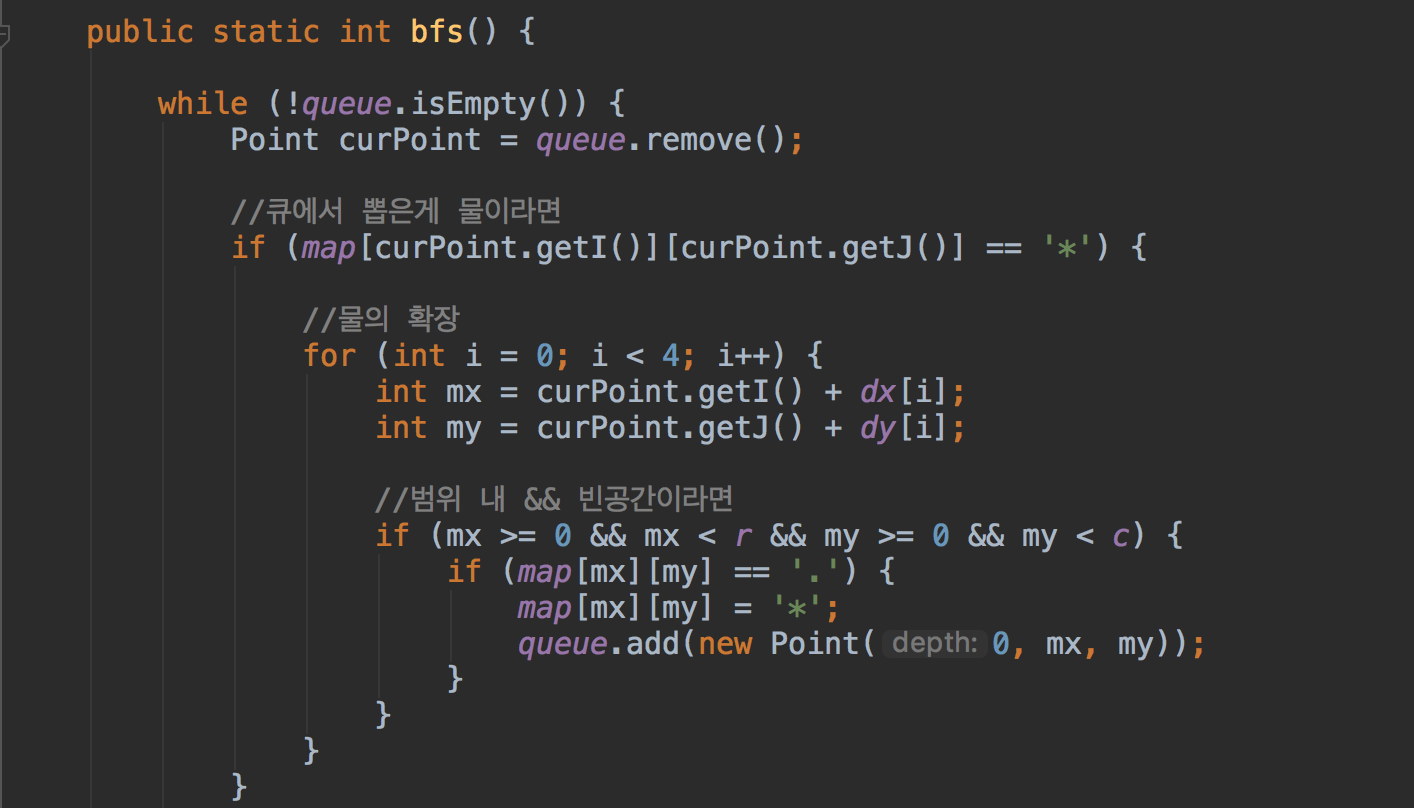 public static int bfs() {
while (!queue.isEmpty()) {
Point curPoint = queue.remove();
//큐에서 뽑은게 물이라면
if (map[curPoint.getI()][curPoint.getJ()] == '*') {
//물의 확장
for (int i = 0; i < 4; i++) {
int mx = curPoint.getI() + dx[i];
int my = curPoint.getJ() + dy[i];
//범위 내 && 빈공간이라면
if (mx >= 0 && mx < r && my >= 0 && my < c) {
if (map[mx][my] == '.') {
map[mx][my] = '*';
queue.add(new Point( depth: 0, mx, my));
}
}
}
}